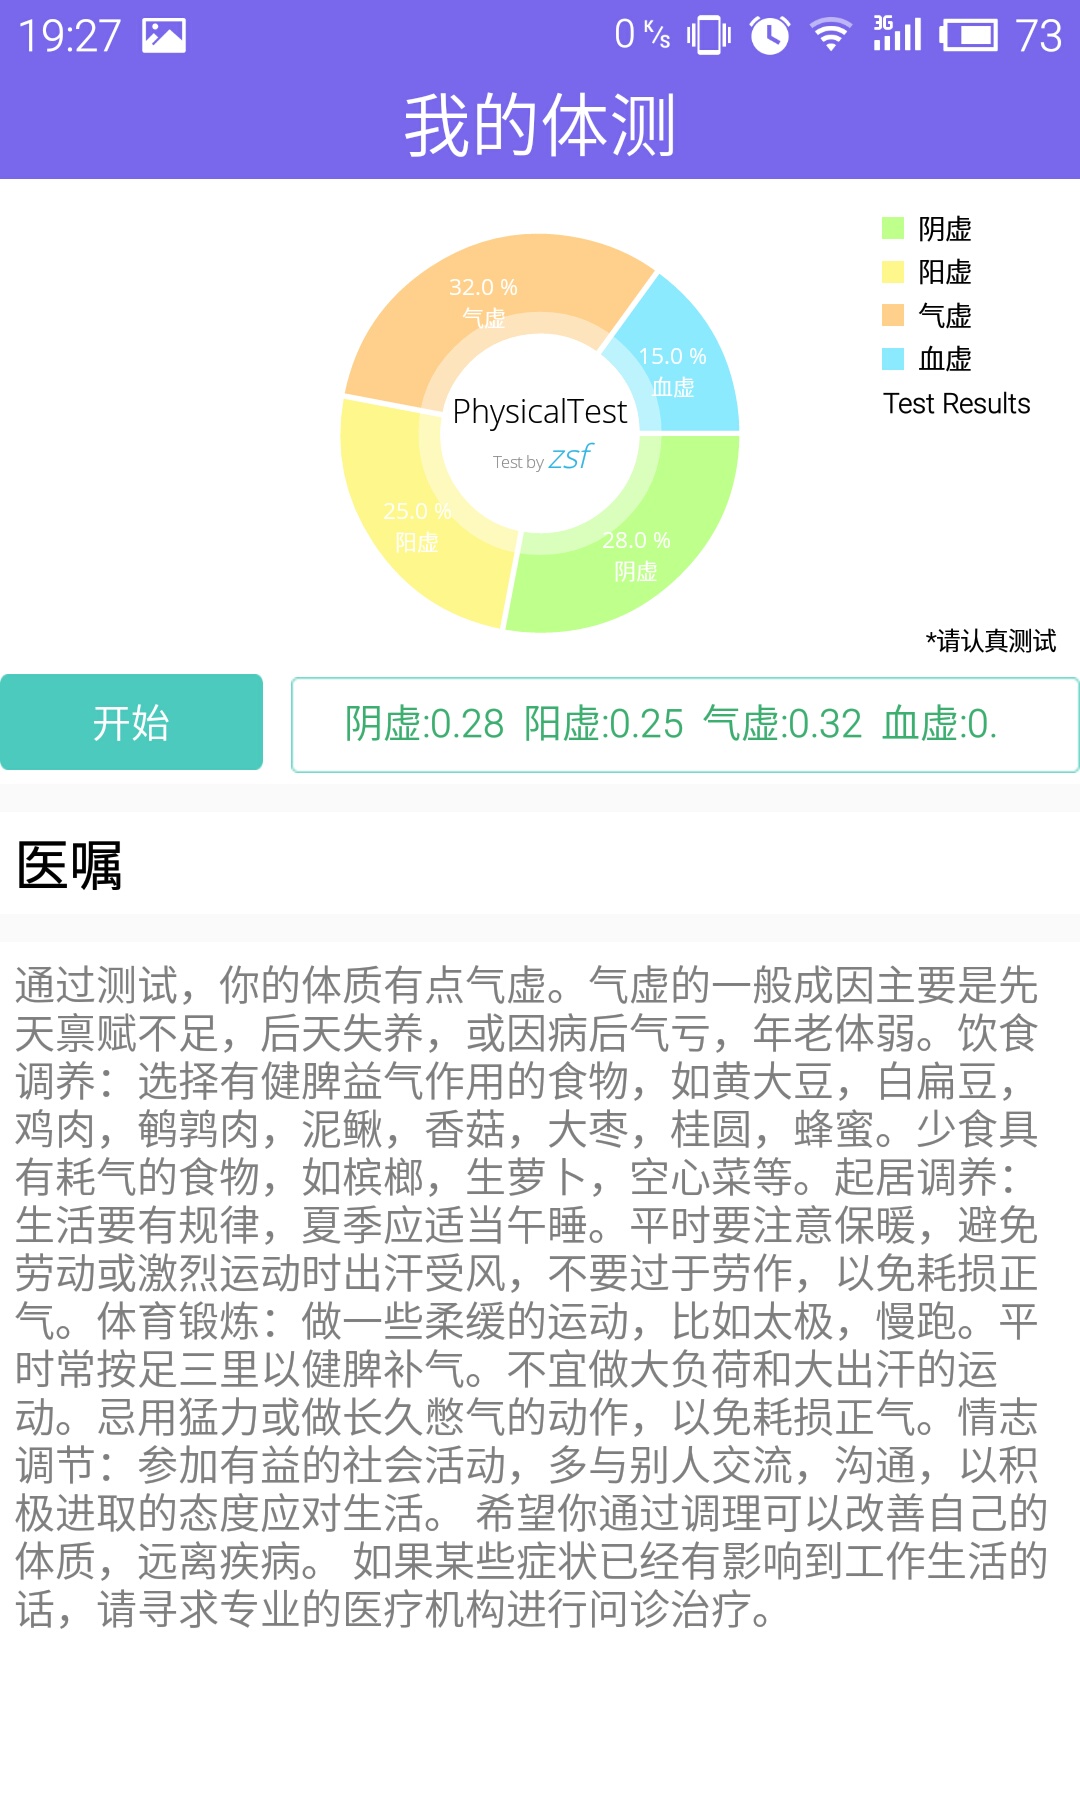 19:27
0 K/s 3G 73
我的体测
阴虚
阳虚
气虚
血虚
Test Results
32.0 %
气虚
15.0 %
血虚
PhysicalTest
Test by zsf
25.0 %
阳虚
28.0 %
阴虚
*请认真测试
开始
阴虚:0.28 阳虚:0.25 气虚:0.32 血虚:0.
医嘱
通过测试，你的体质有点气虚。气虚的一般成因主要是先
天禀赋不足，后天失养，或因病后气亏，年老体弱。饮食
调养：选择有健脾益气作用的食物，如黄大豆，白扁豆，
鸡肉，鹌鹑肉，泥鳅，香菇，大枣，桂圆，蜂蜜。少食具
有耗气的食物，如槟榔，生萝卜，空心菜等。起居调养：
生活要有规律，夏季应适当午睡。平时要注意保暖，避免
劳动或激烈运动时出汗受风，不要过于劳作，以免耗损正
气。体育锻炼：做一些柔缓的运动，比如太极，慢跑。平
时常按足三里以健脾补气。不宜做大负荷和大出汗的运
动。忌用猛力或做长久憋气的动作，以免耗损正气。情志
调节：参加有益的社会活动，多与别人交流，沟通，以积
极进取的态度应对生活。 希望你通过调理可以改善自己的
体质，远离疾病。 如果某些症状已经有影响到工作生活的
话，请寻求专业的医疗机构进行问诊治疗。